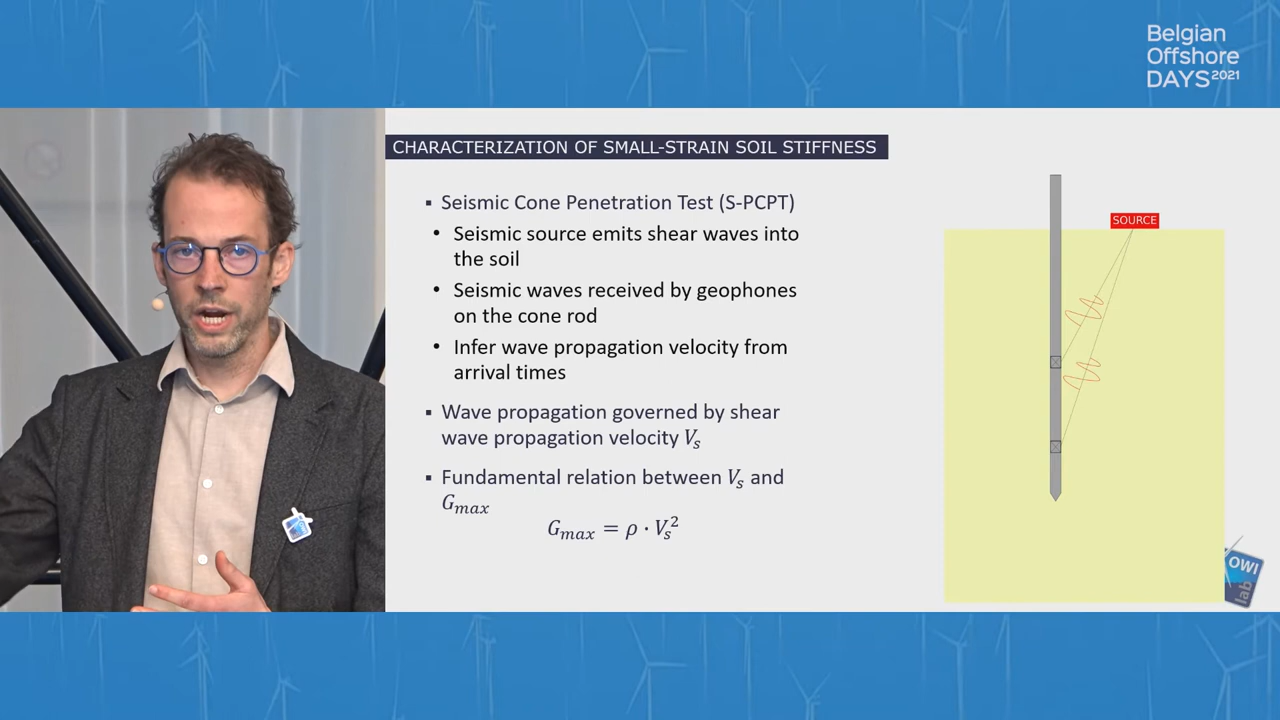 Belgian
Offshore
DAYS 2021
CHARACTERIZATION OF SMALL-STRAIN SOIL STIFFNESS
▪ Seismic Cone Penetration Test (S-PCPT)
• Seismic source emits shear waves into
the soil
• Seismic waves received by geophones
on the cone rod
• Infer wave propagation velocity from
arrival times
▪ Wave propagation governed by shear
wave propagation velocity Vₛ
▪ Fundamental relation between Vₛ and
Gₘₐₓ
Gₘₐₓ = ρ · Vₛ²
SOURCE
OWI
lab